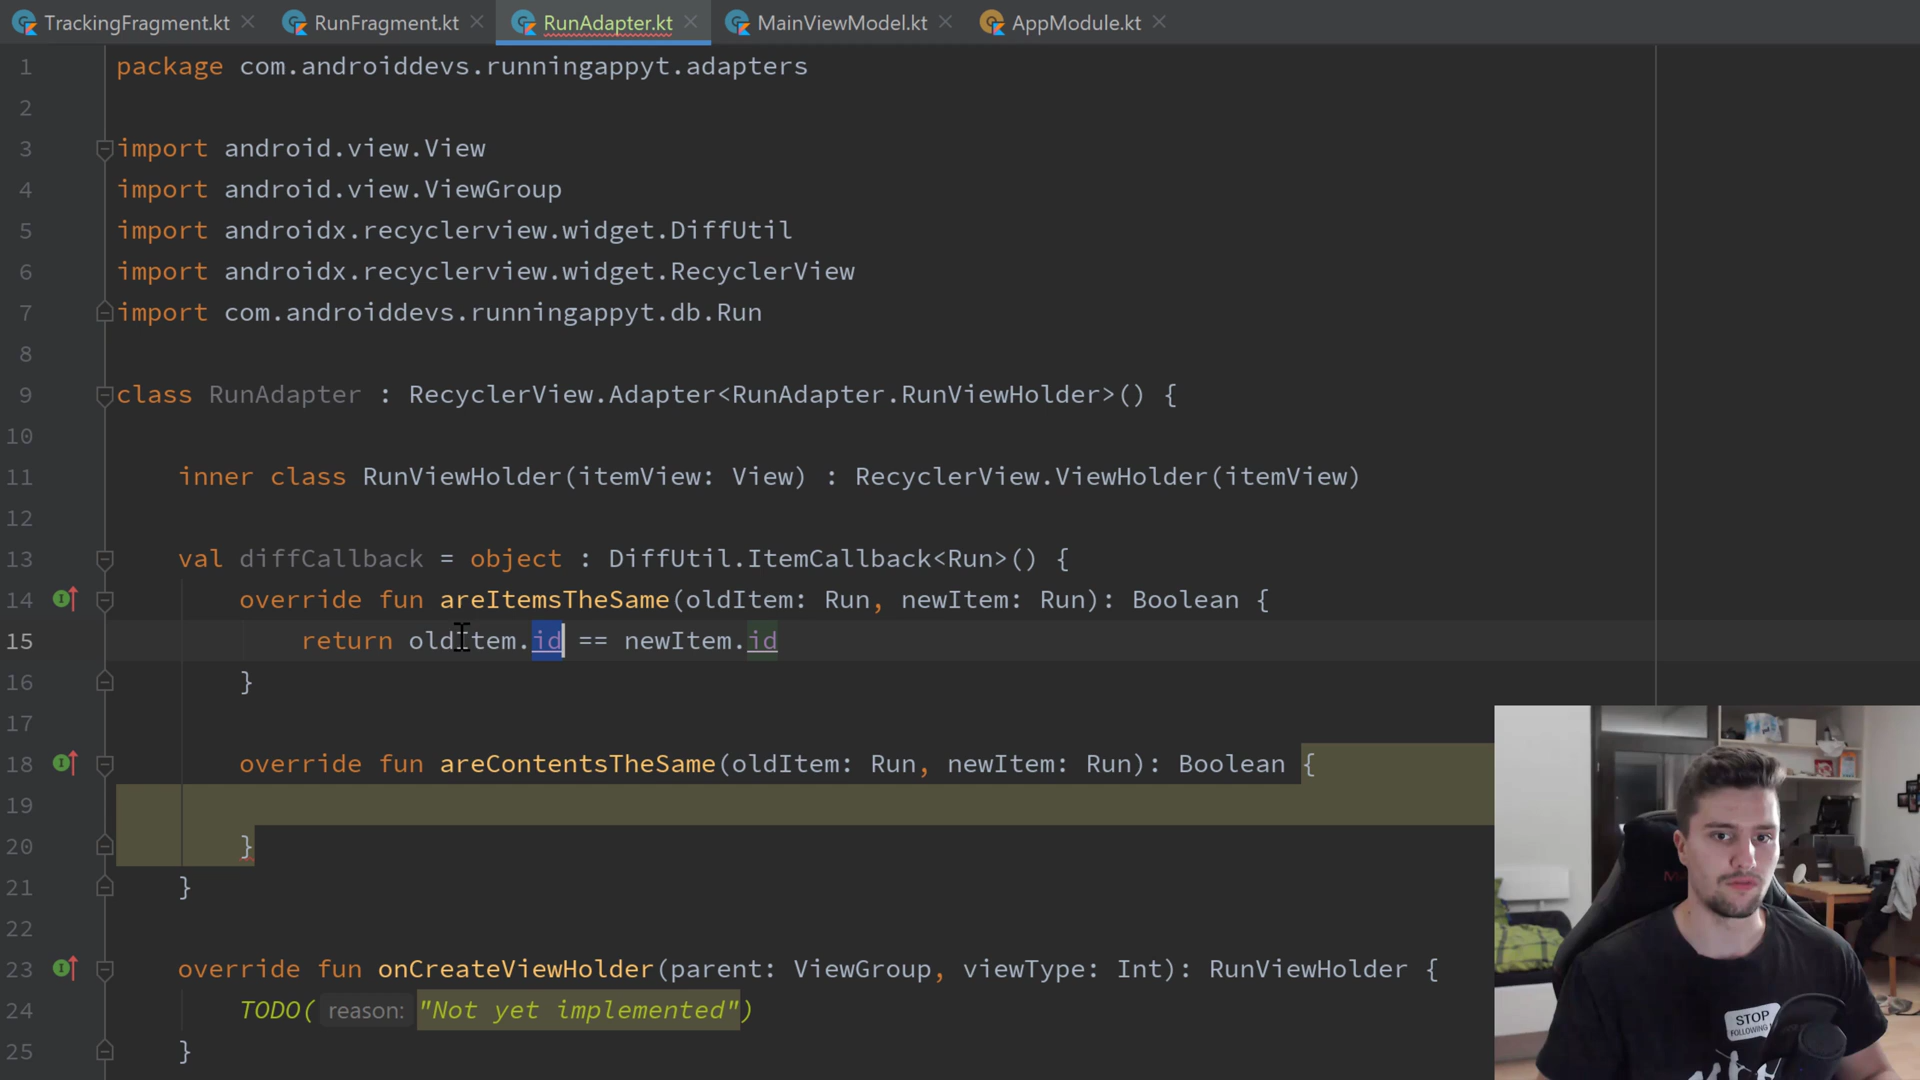 TrackingFragment.kt RunFragment.kt RunAdapter.kt MainViewModel.kt AppModule.kt
1 package com.androiddevs.runningappyt.adapters
2
3 import android.view.View
4 import android.view.ViewGroup
5 import androidx.recyclerview.widget.DiffUtil
6 import androidx.recyclerview.widget.RecyclerView
7 import com.androiddevs.runningappyt.db.Run
8
9 class RunAdapter : RecyclerView.Adapter<RunAdapter.RunViewHolder>() {
10
11 inner class RunViewHolder(itemView: View) : RecyclerView.ViewHolder(itemView)
12
13 val diffCallback = object : DiffUtil.ItemCallback<Run>() {
14 override fun areItemsTheSame(oldItem: Run, newItem: Run): Boolean {
15 return oldItem.id == newItem.id
16 }
17
18 override fun areContentsTheSame(oldItem: Run, newItem: Run): Boolean {
19
20 }
21 }
22
23 override fun onCreateViewHolder(parent: ViewGroup, viewType: Int): RunViewHolder {
24 TODO( reason: "Not yet implemented")
25 }
STOP
FOLLOWING